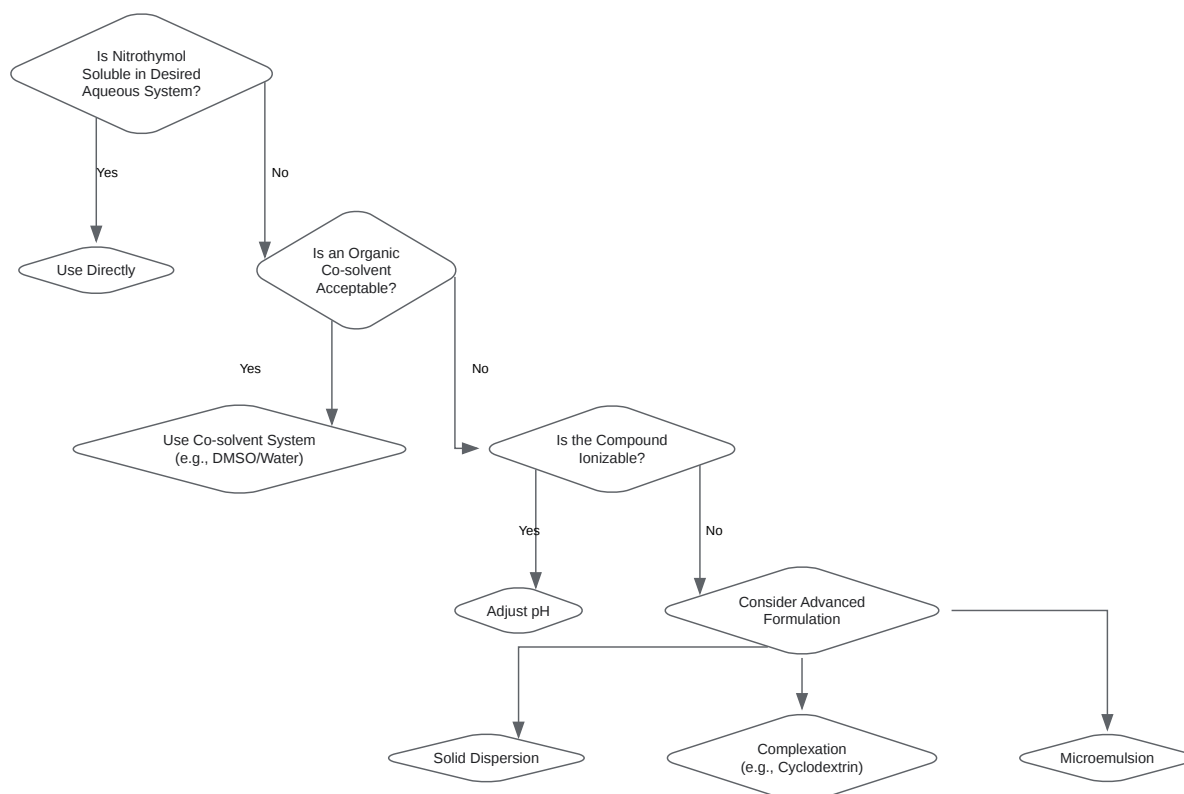 Is Nitrothymol
Soluble in Desired
Aqueous System?
Yes
No
Use Directly
Is an Organic
Co-solvent
Acceptable?
Yes
No
Use Co-solvent System
(e.g., DMSO/Water)
Is the Compound
Ionizable?
Yes
No
Adjust pH
Consider Advanced
Formulation
Solid Dispersion
Complexation
(e.g., Cyclodextrin)
Microemulsion